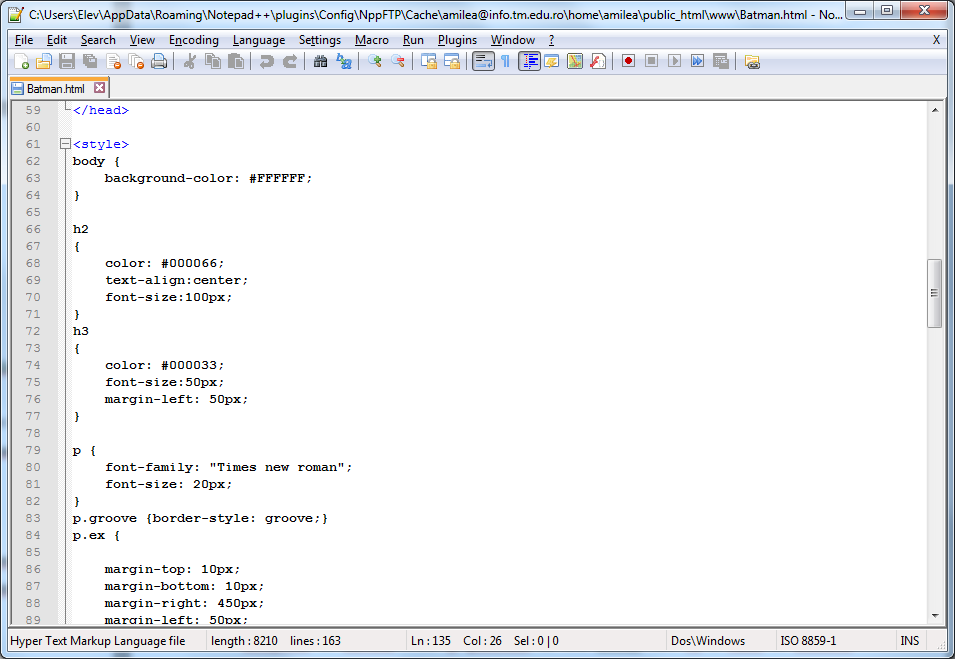 C:\Users\Elev\AppData\Roaming\Notepad++\plugins\Config\NppFTP\Cache\amilea@info.tm.edu.ro\home\amilea\public_html\www\Batman.html - No...
File Edit Search View Encoding Language Settings Macro Run Plugins Window ? X
Batman.html
59 </head>
60
61 <style>
62 body {
63     background-color: #FFFFFF;
64 }
65
66 h2
67 {
68     color: #000066;
69     text-align:center;
70     font-size:100px;
71 }
72 h3
73 {
74     color: #000033;
75     font-size:50px;
76     margin-left: 50px;
77 }
78
79 p {
80     font-family: "Times new roman";
81     font-size: 20px;
82 }
83 p.groove {border-style: groove;}
84 p.ex {
85
86     margin-top: 10px;
87     margin-bottom: 10px;
88     margin-right: 450px;
89     margin-left: 50px;
Hyper Text Markup Language file length : 8210 lines : 163 Ln : 135 Col : 26 Sel : 0 | 0 Dos\Windows ISO 8859-1 INS